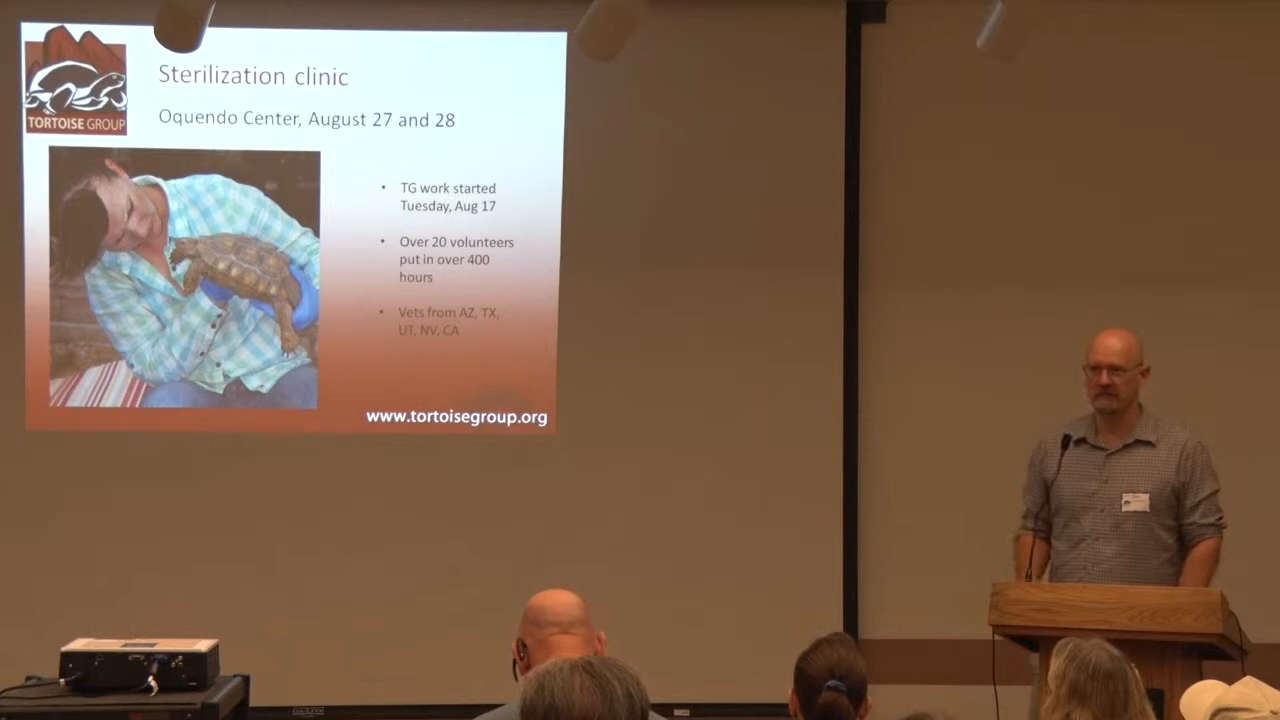 TORTOISE GROUP
Sterilization clinic
Oquendo Center, August 27 and 28
• TG work started
Tuesday, Aug 17
• Over 20 volunteers
put in over 400
hours
• Vets from AZ, TX,
UT, NV, CA
www.tortoisegroup.org